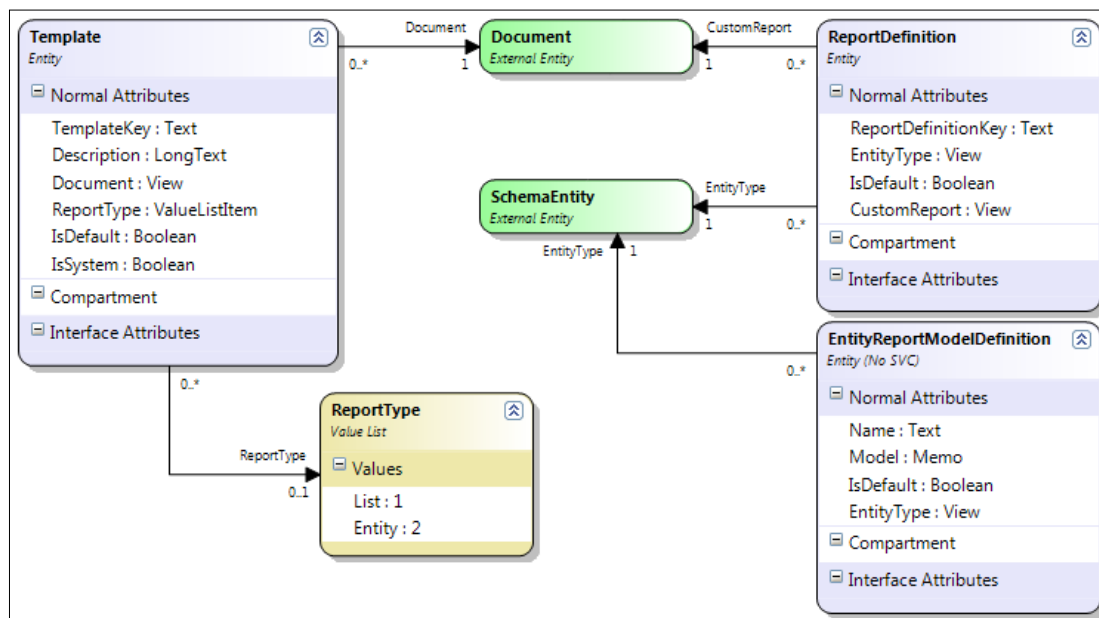 Template
Entity
Normal Attributes
TemplateKey : Text
Description : LongText
Document : View
ReportType : ValueListItem
IsDefault : Boolean
IsSystem : Boolean
Compartment
Interface Attributes
Document
0..*
1
Document
External Entity
CustomReport
1
0..*
ReportDefinition
Entity
Normal Attributes
ReportDefinitionKey : Text
EntityType : View
IsDefault : Boolean
CustomReport : View
Compartment
Interface Attributes
SchemaEntity
External Entity
EntityType
1
0..*
EntityType
1
0..*
EntityReportModelDefinition
Entity (No SVC)
Normal Attributes
Name : Text
Model : Memo
IsDefault : Boolean
EntityType : View
Compartment
Interface Attributes
0..*
ReportType
0..1
ReportType
Value List
Values
List : 1
Entity : 2